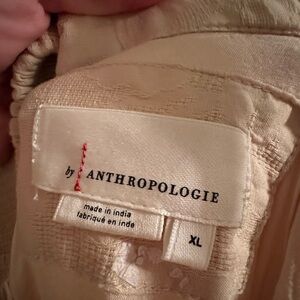 by ANTHROPOLOGIE
made in india
fabriqué en inde
XL